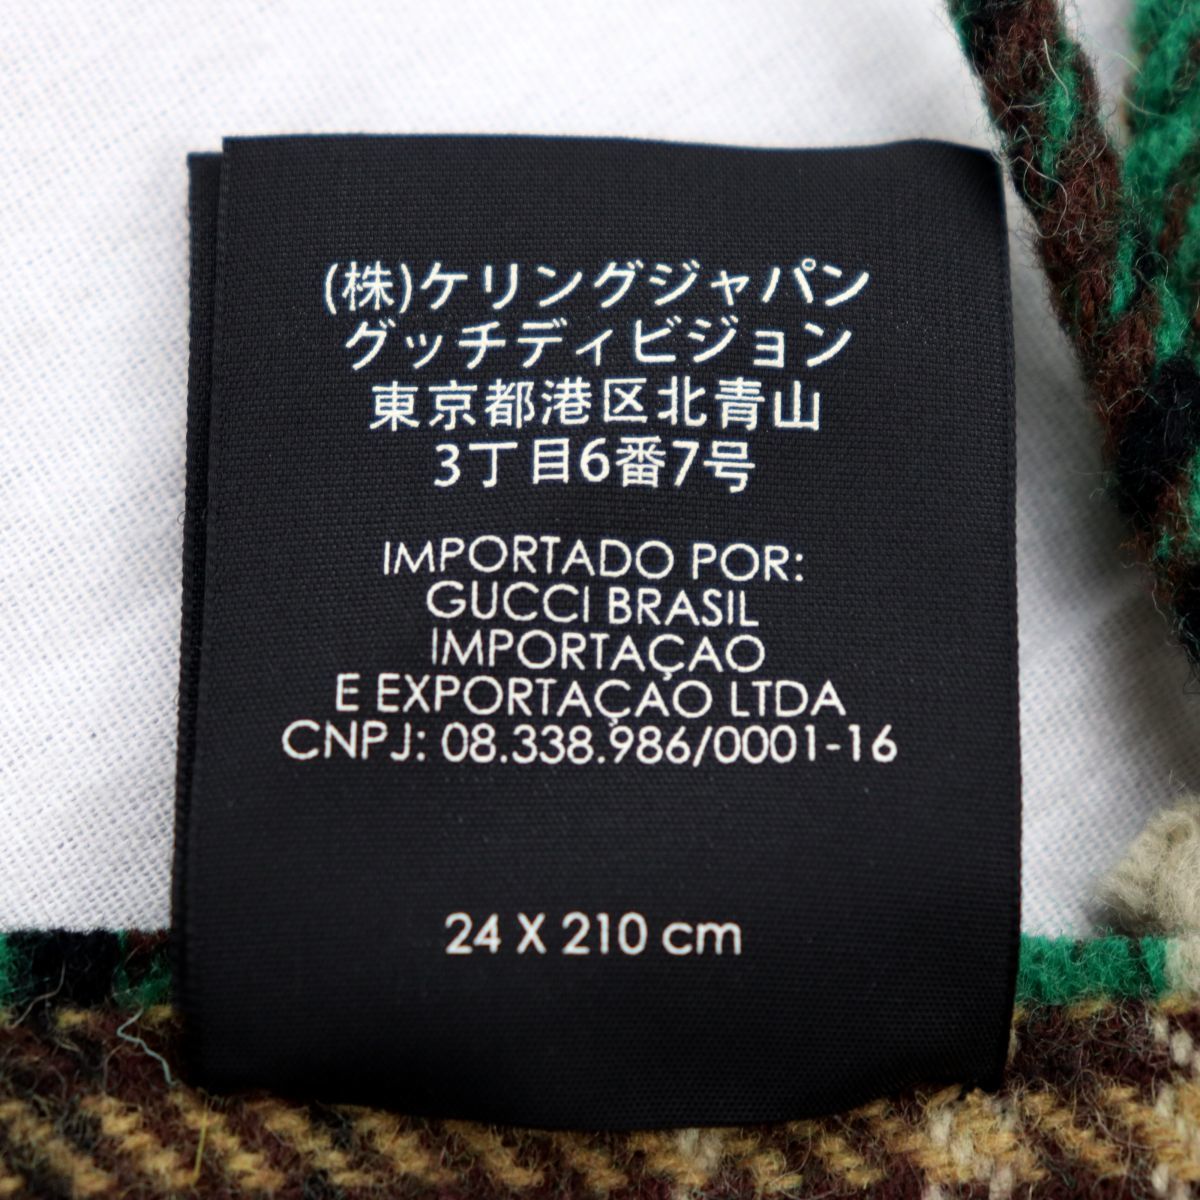 (株)ケリングジャパン
グッチディビジョン
東京都港区北青山
3丁目6番7号
IMPORTADO POR:
GUCCI BRASIL
IMPORTAÇAO
E EXPORTAÇAO LTDA
CNPJ: 08.338.986/0001-16
24 X 210 cm